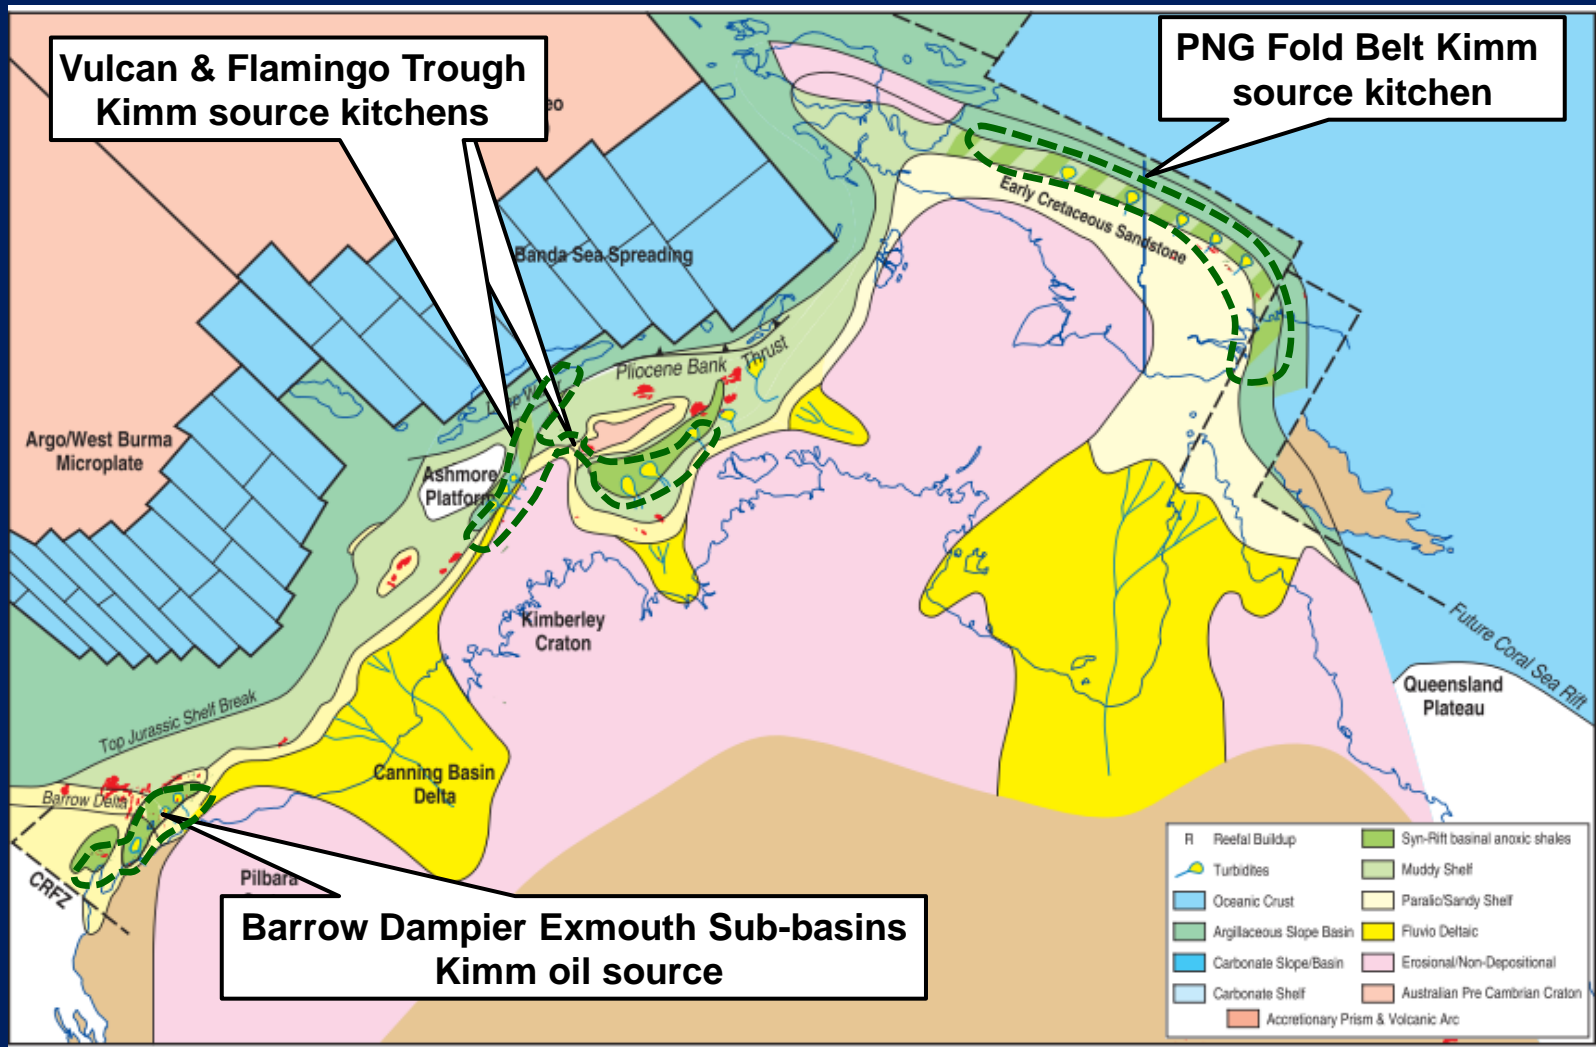 Vulcan & Flamingo Trough
Kimm source kitchens
PNG Fold Belt Kimm
source kitchen
eo
Early Cretaceous Sandstone
Banda Sea Spreading
Pliocene Bank Thrust
Argo/West Burma
Microplate
Ashmore
Platform
Kimberley
Craton
Future Coral Sea Rift
Queensland
Plateau
Top Jurassic Shelf Break
Canning Basin
Delta
Barrow Delta
CRFZ
Pilbara
Barrow Dampier Exmouth Sub-basins
Kimm oil source
R Reefal Buildup
Turbidites
Oceanic Crust
Argillaceous Slope Basin
Carbonate Slope/Basin
Carbonate Shelf
Syn-Rift basinal anoxic shales
Muddy Shelf
Paralic/Sandy Shelf
Fluvio Deltaic
Erosional/Non-Depositional
Australian Pre Cambrian Craton
Accretionary Prism & Volcanic Arc